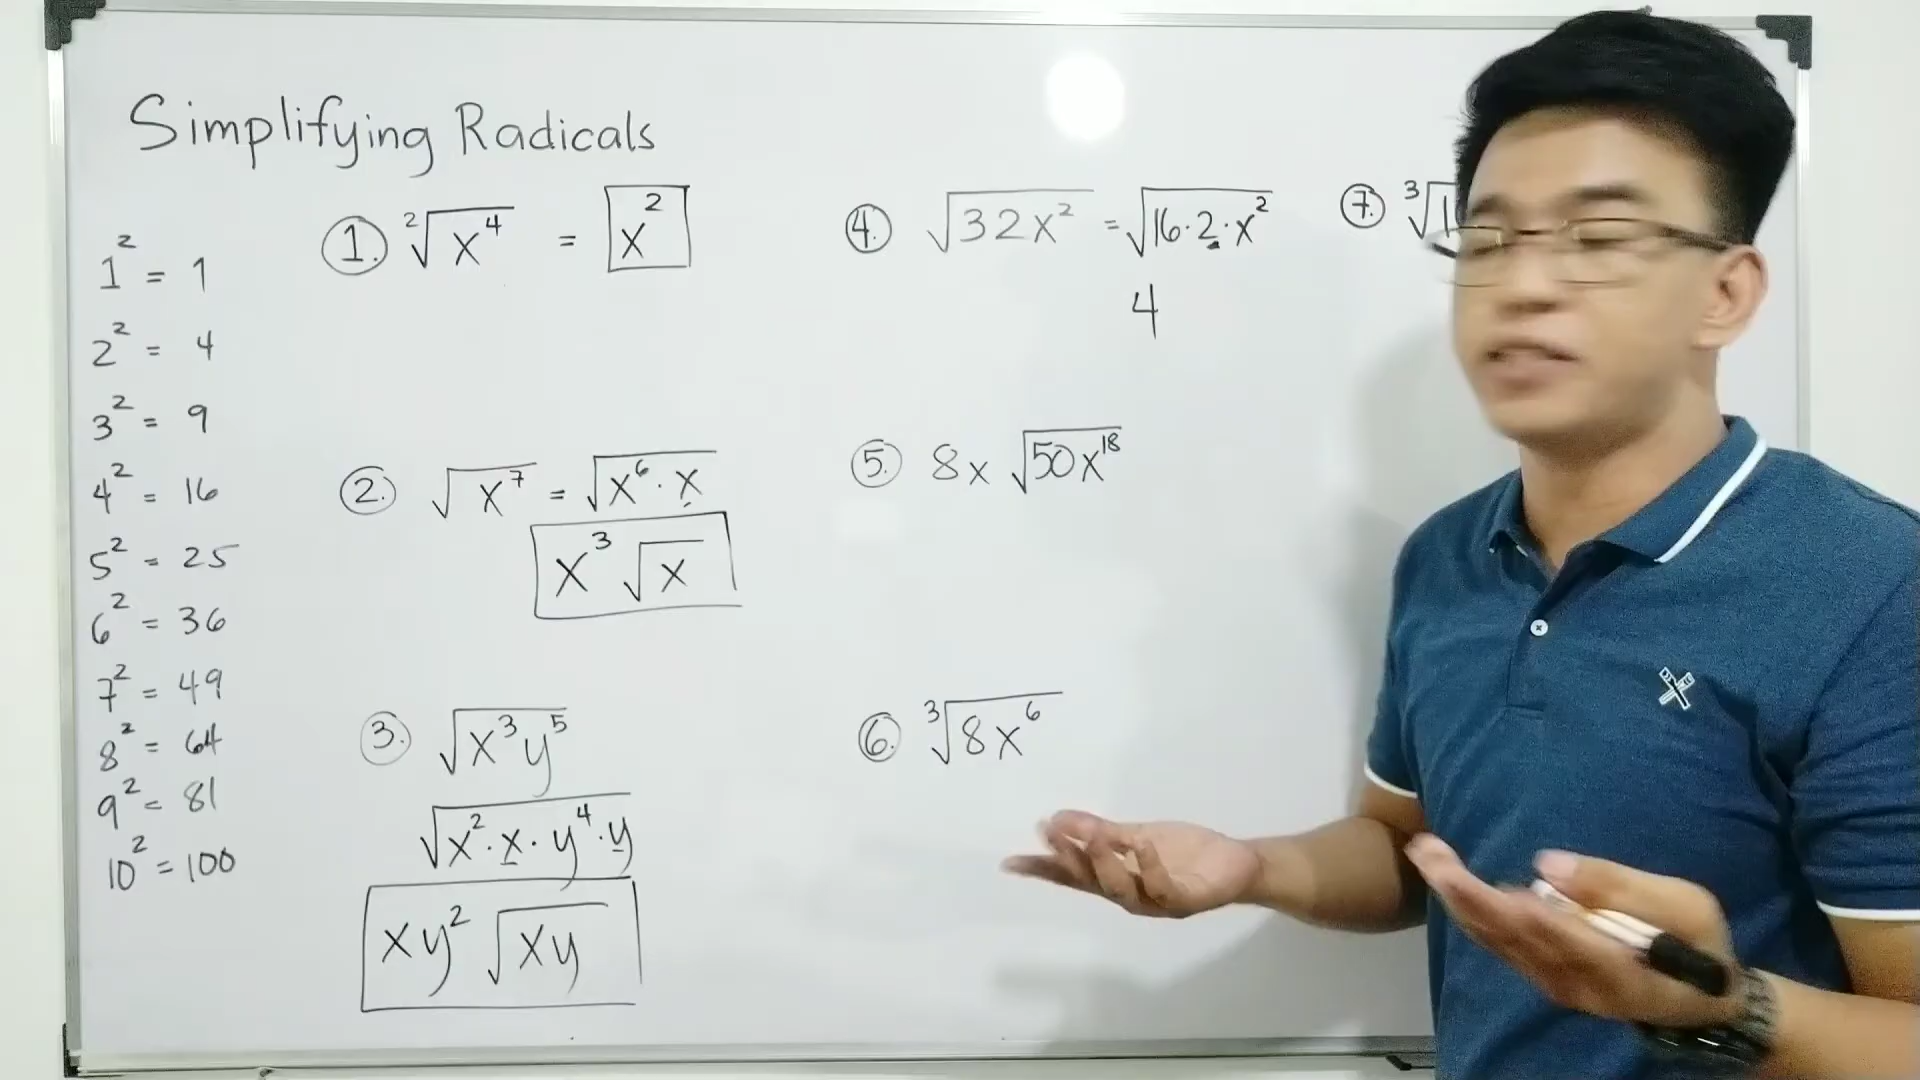 Simplifying Radicals
1² = 1
2² = 4
3² = 9
4² = 16
5² = 25
6² = 36
7² = 49
8² = 64
9² = 81
10² = 100
1. ²√x⁴ = x²
2. √x⁷ = √x⁶·x
x³√x
3. √x³y⁵
√x²·x·y⁴·y
xy²√xy
4. √32x² = √16·2·x²
4
5. 8x√50x¹⁸
6. ³√8x⁶
7. ³√1